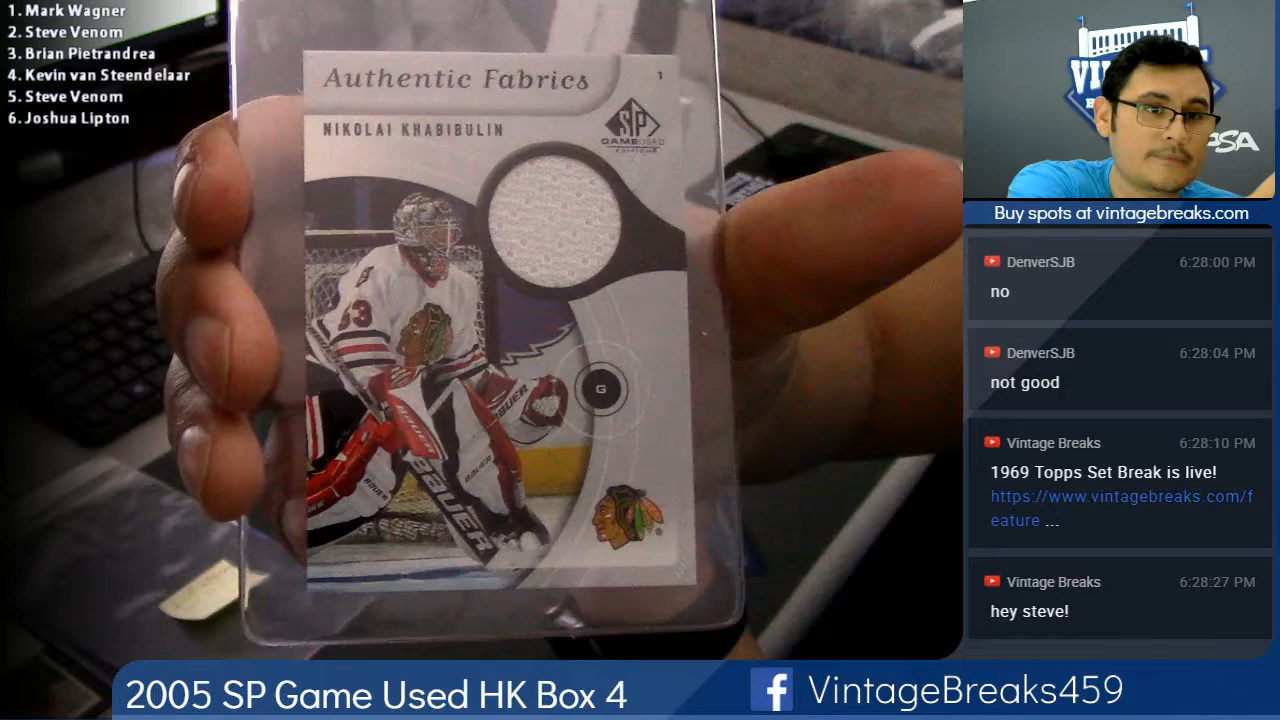 1. Mark Wagner
2. Steve Venom
3. Brian Pietrandrea
4. Kevin van Steendelaar
5. Steve Venom
6. Joshua Lipton
Authentic Fabrics
1
NIKOLAI KHABIBULIN
SP
GAMEUSED
EDITION
G
BAUER
BAUER
BAUER
Buy spots at vintagebreaks.com
DenverSJB 6:28:00 PM
no
DenverSJB 6:28:04 PM
not good
Vintage Breaks 6:28:10 PM
1969 Topps Set Break is live!
https://www.vintagebreaks.com/f
eature ...
Vintage Breaks 6:28:27 PM
hey steve!
2005 SP Game Used HK Box 4
f VintageBreaks459